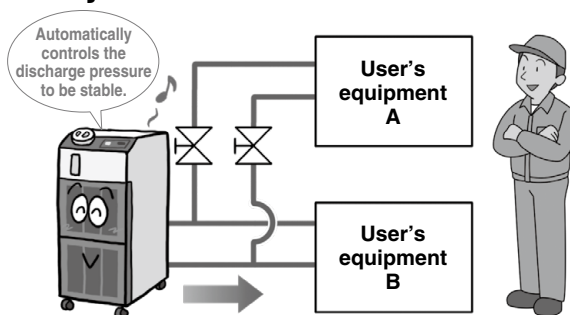 Automatically
controls the
discharge pressure
to be stable.
User's
equipment
A
User's
equipment
B